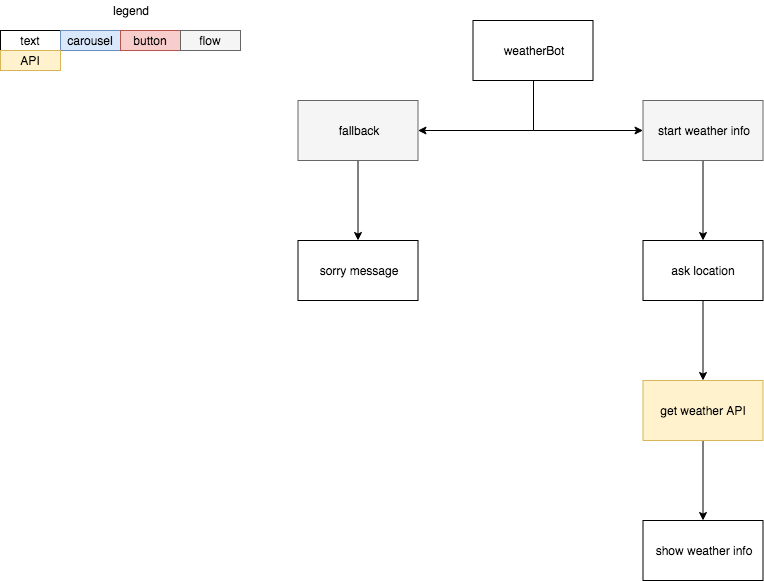 legend
text
carousel
button
flow
API
weatherBot
fallback
start weather info
sorry message
ask location
get weather API
show weather info